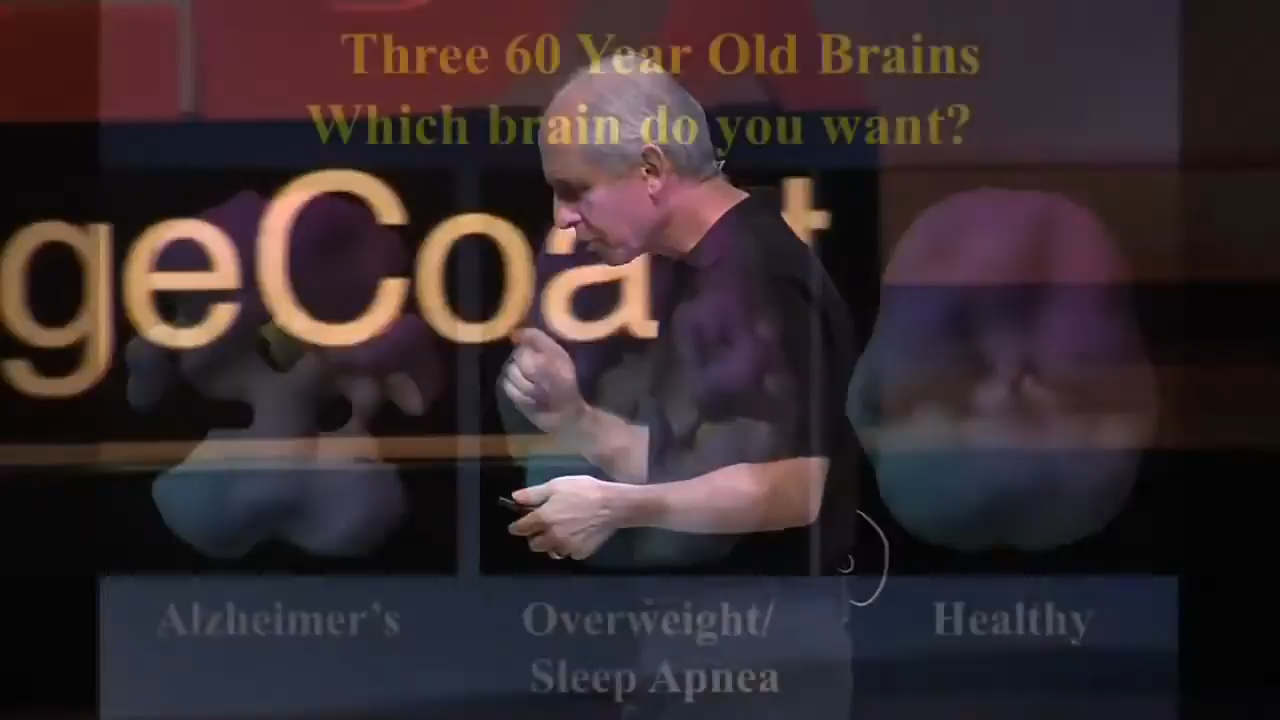 Three 60 Year Old Brains
Which brain do you want?
geCoa t
Alzheimer's
Overweight/
Sleep Apnea
Healthy